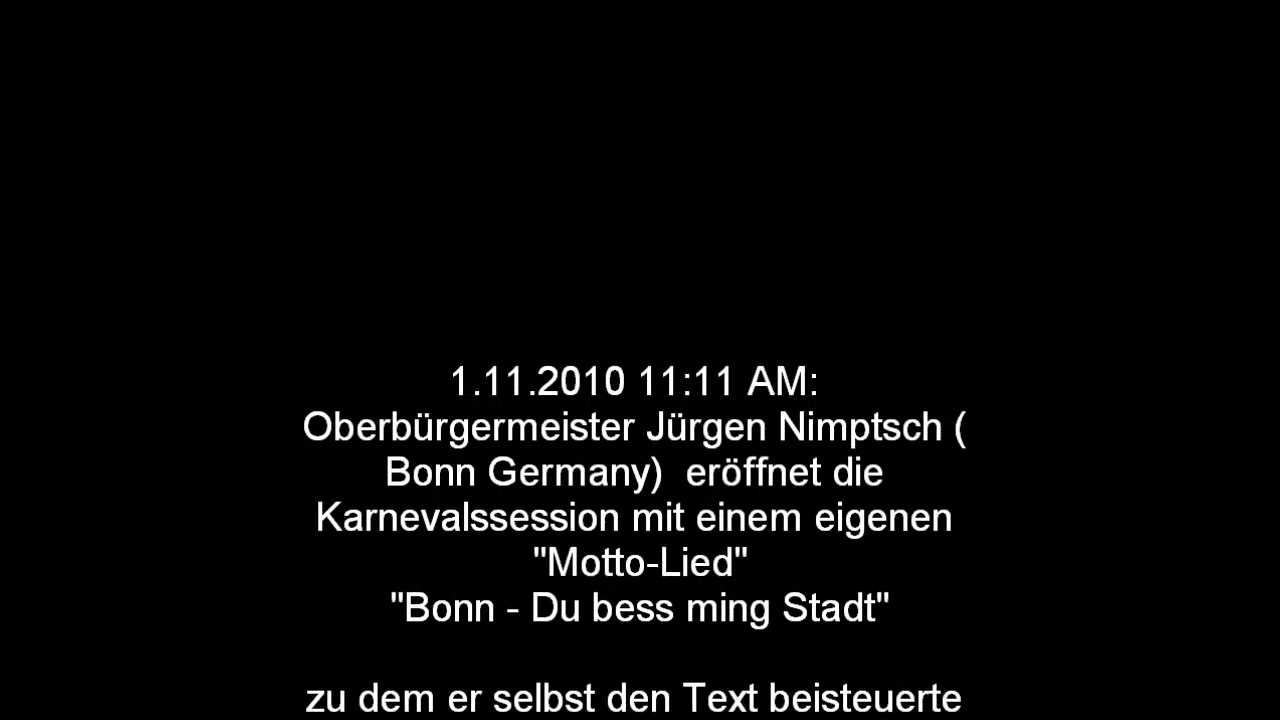 1.11.2010 11:11 AM:
Oberbürgermeister Jürgen Nimptsch (
Bonn Germany)  eröffnet die
Karnevalssession mit einem eigenen
"Motto-Lied"
"Bonn - Du bess ming Stadt"
zu dem er selbst den Text beisteuerte